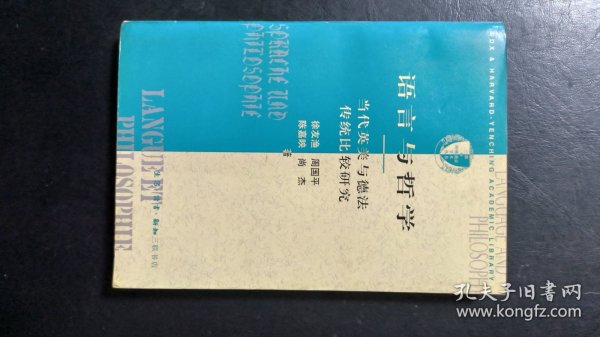 SDX & HARVARD-YENCHING ACADEMIC LIBRARY
语言与哲学
当代英美与德法
传统比较研究
徐友渔 周国平
陈嘉映 尚杰
著
SPRACHE UND
PHILOSOPHIE
LANGUE ET
PHILOSOPHIE
PHILOSOPH
生活·读书·新知三联书店
孔夫子旧书网
www.kongfz.com